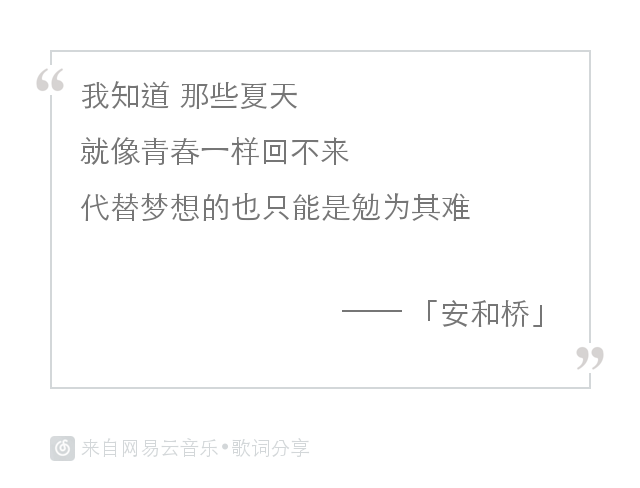 “
我知道 那些夏天
就像青春一样回不来
代替梦想的也只能是勉为其难
——「安和桥」
”
来自网易云音乐•歌词分享